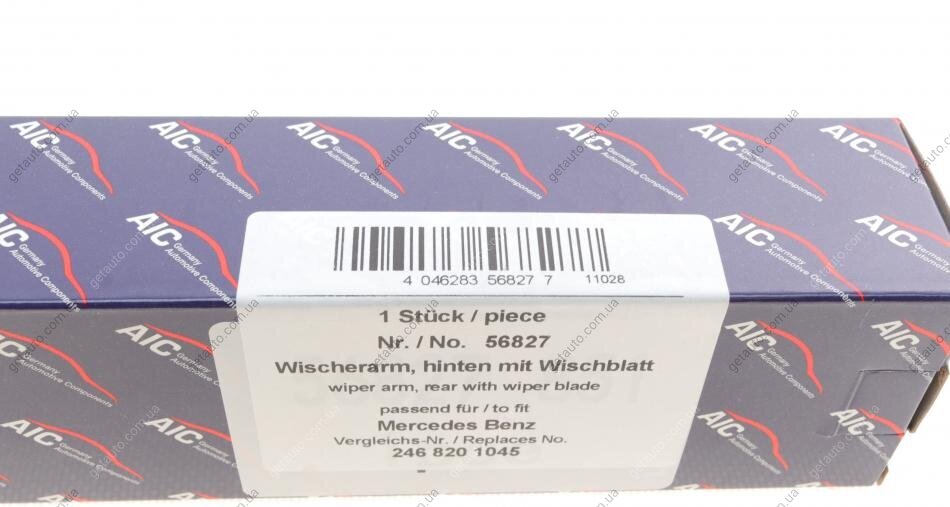 AIC Germany Automotive Components
4 046283 56827 7
11028
1 Stück / piece
Nr. / No. 56827
Wischerarm, hinten mit Wischblatt
wiper arm, rear with wiper blade
passend für / to fit
Mercedes Benz
Vergleichs-Nr. / Replaces No.
246 820 1045
-
getauto.com.ua